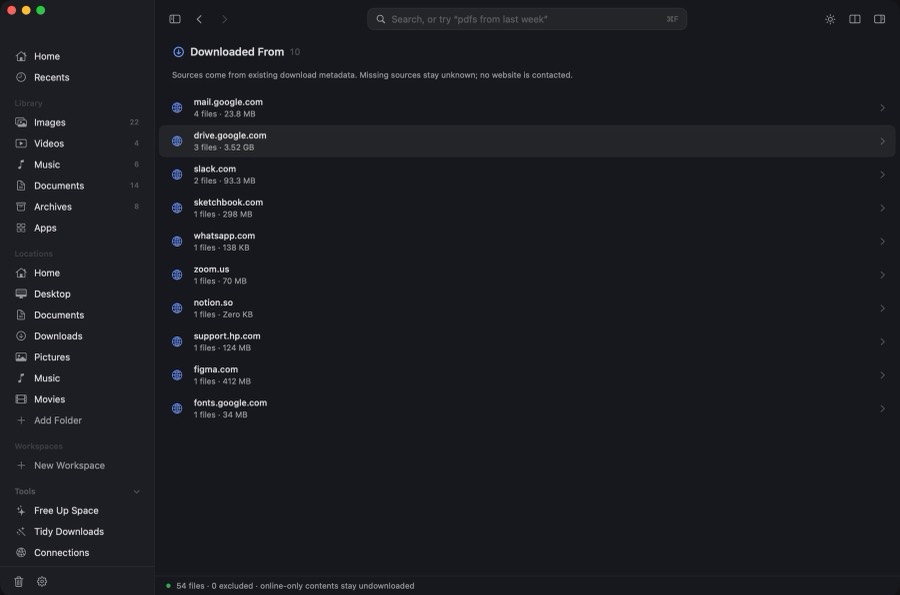 Search, or try "pdfs from last week"
⌘F
Home
Recents
Library
Images 22
Videos 4
Music 6
Documents 14
Archives 8
Apps
Locations
Home
Desktop
Documents
Downloads
Pictures
Music
Movies
Add Folder
Workspaces
New Workspace
Tools
Free Up Space
Tidy Downloads
Connections
Downloaded From 10
Sources come from existing download metadata. Missing sources stay unknown; no website is contacted.
mail.google.com
4 files · 23.8 MB
drive.google.com
3 files · 3.52 GB
slack.com
2 files · 93.3 MB
sketchbook.com
1 files · 298 MB
whatsapp.com
1 files · 138 KB
zoom.us
1 files · 70 MB
notion.so
1 files · Zero KB
support.hp.com
1 files · 124 MB
figma.com
1 files · 412 MB
fonts.google.com
1 files · 34 MB
54 files · 0 excluded · online-only contents stay undownloaded